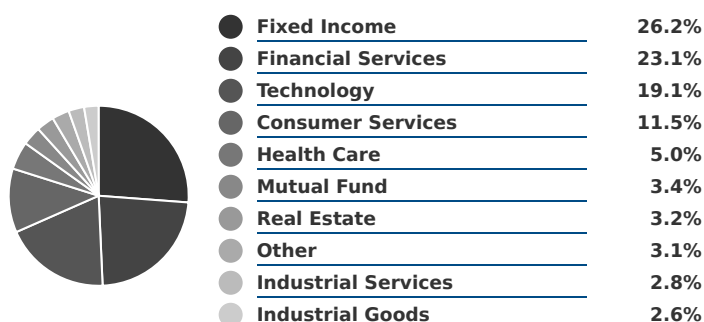 Fixed Income 26.2%
Financial Services 23.1%
Technology 19.1%
Consumer Services 11.5%
Health Care 5.0%
Mutual Fund 3.4%
Real Estate 3.2%
Other 3.1%
Industrial Services 2.8%
Industrial Goods 2.6%